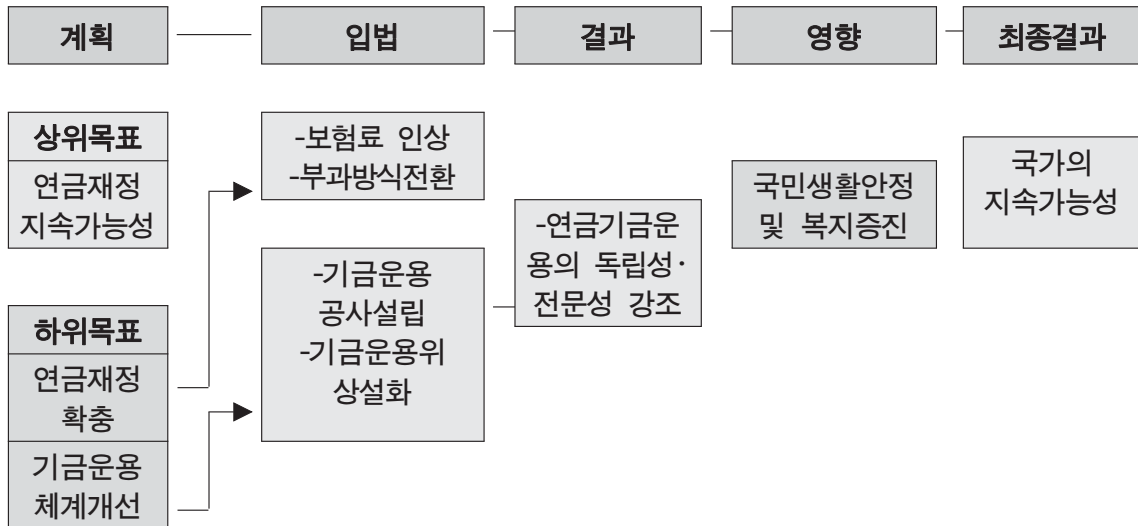 계획
입법
결과
영향
최종결과
상위목표
연금재정
지속가능성
하위목표
연금재정
확충
기금운용
체계개선
-보험료 인상
-부과방식전환
-기금운용
공사설립
-기금운용위
상설화
-연금기금운
용의 독립성·
전문성 강조
국민생활안정
및 복지증진
국가의
지속가능성